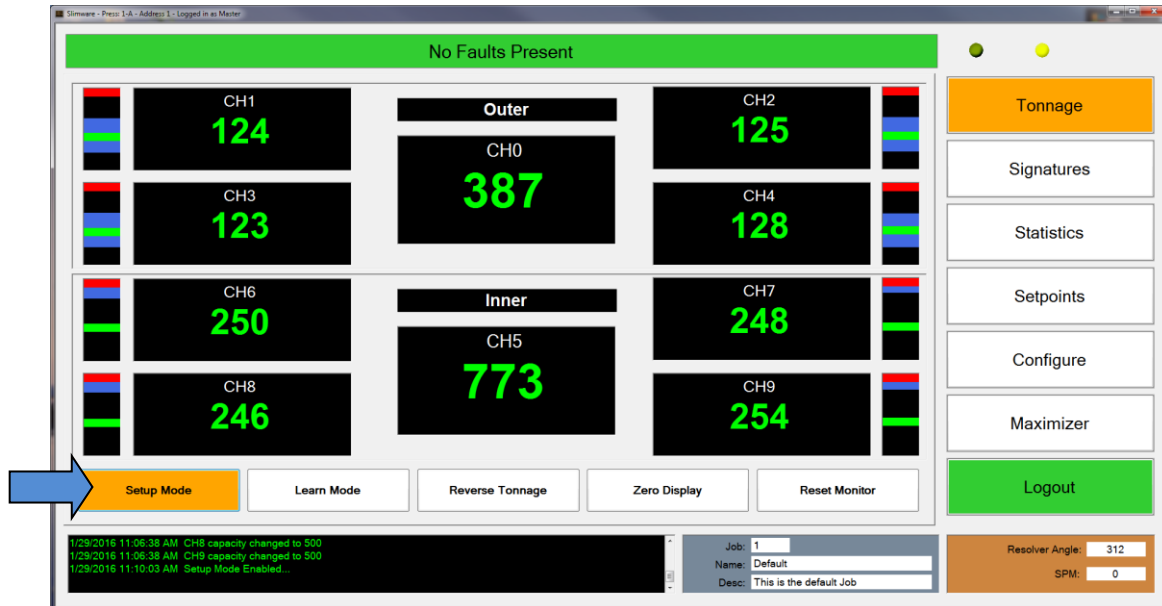 Slimware - Press 1-A - Address 1 - Logged in as Master
No Faults Present
CH1
124
Outer
CH2
125
CH0
387
CH3
123
CH4
128
CH6
250
Inner
CH7
248
CH5
773
CH8
246
CH9
254
Tonnage
Signatures
Statistics
Setpoints
Configure
Maximizer
Logout
Setup Mode
Learn Mode
Reverse Tonnage
Zero Display
Reset Monitor
1/29/2016 11:06:38 AM CH8 capacity changed to 500
1/29/2016 11:06:38 AM CH9 capacity changed to 500
1/29/2016 11:10:03 AM Setup Mode Enabled...
Job: 1
Name: Default
Desc: This is the default Job
Resolver Angle: 312
SPM: 0